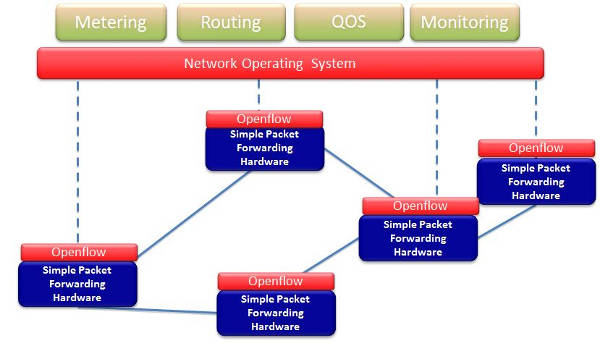 Metering
Routing
QOS
Monitoring
Network Operating System
Openflow
Simple Packet
Forwarding
Hardware
Openflow
Simple Packet
Forwarding
Hardware
Openflow
Simple Packet
Forwarding
Hardware
Openflow
Simple Packet
Forwarding
Hardware
Openflow
Simple Packet
Forwarding
Hardware